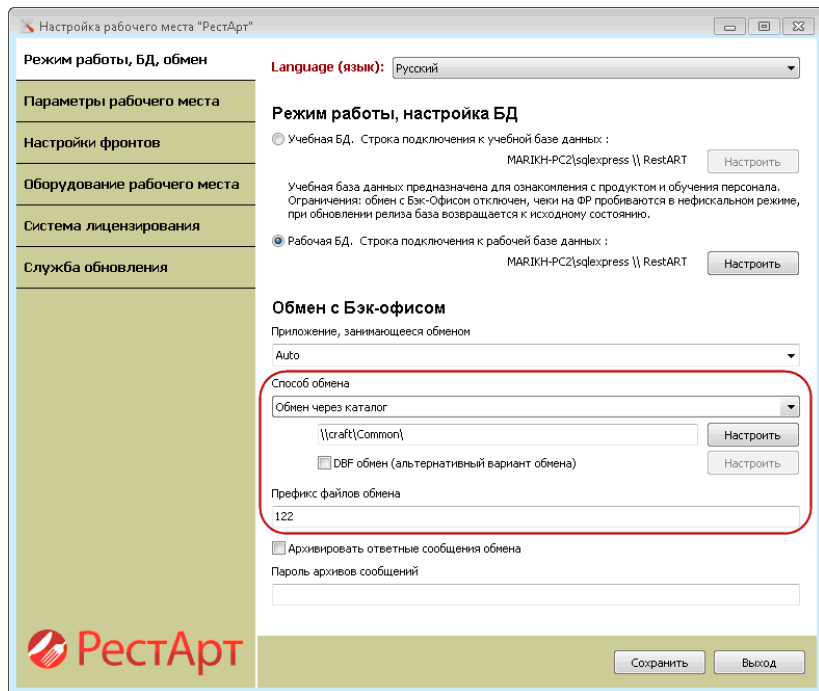 Настройка рабочего места "РестАрт"
Режим работы, БД, обмен
Параметры рабочего места
Настройки фронтов
Оборудование рабочего места
Система лицензирования
Служба обновления
РестАрт
Language (язык): Русский
Режим работы, настройка БД
Учебная БД. Строка подключения к учебной базе данных :
MARIKH-PC2\sqlexpress \\ RestART Настроить
Учебная база данных предназначена для ознакомления с продуктом и обучения персонала.
Ограничения: обмен с Бэк-Офисом отключен, чеки на ФР пробиваются в нефискальном режиме,
при обновлении релиза база возвращается к исходному состоянию.
Рабочая БД. Строка подключения к рабочей базе данных :
MARIKH-PC2\sqlexpress \\ RestART Настроить
Обмен с Бэк-офисом
Приложение, занимающееся обменом
Auto
Способ обмена
Обмен через каталог
\\craft\Common\ Настроить
DBF обмен (альтернативный вариант обмена) Настроить
Префикс файлов обмена
122
Архивировать ответные сообщения обмена
Пароль архивов сообщений
Сохранить Выход